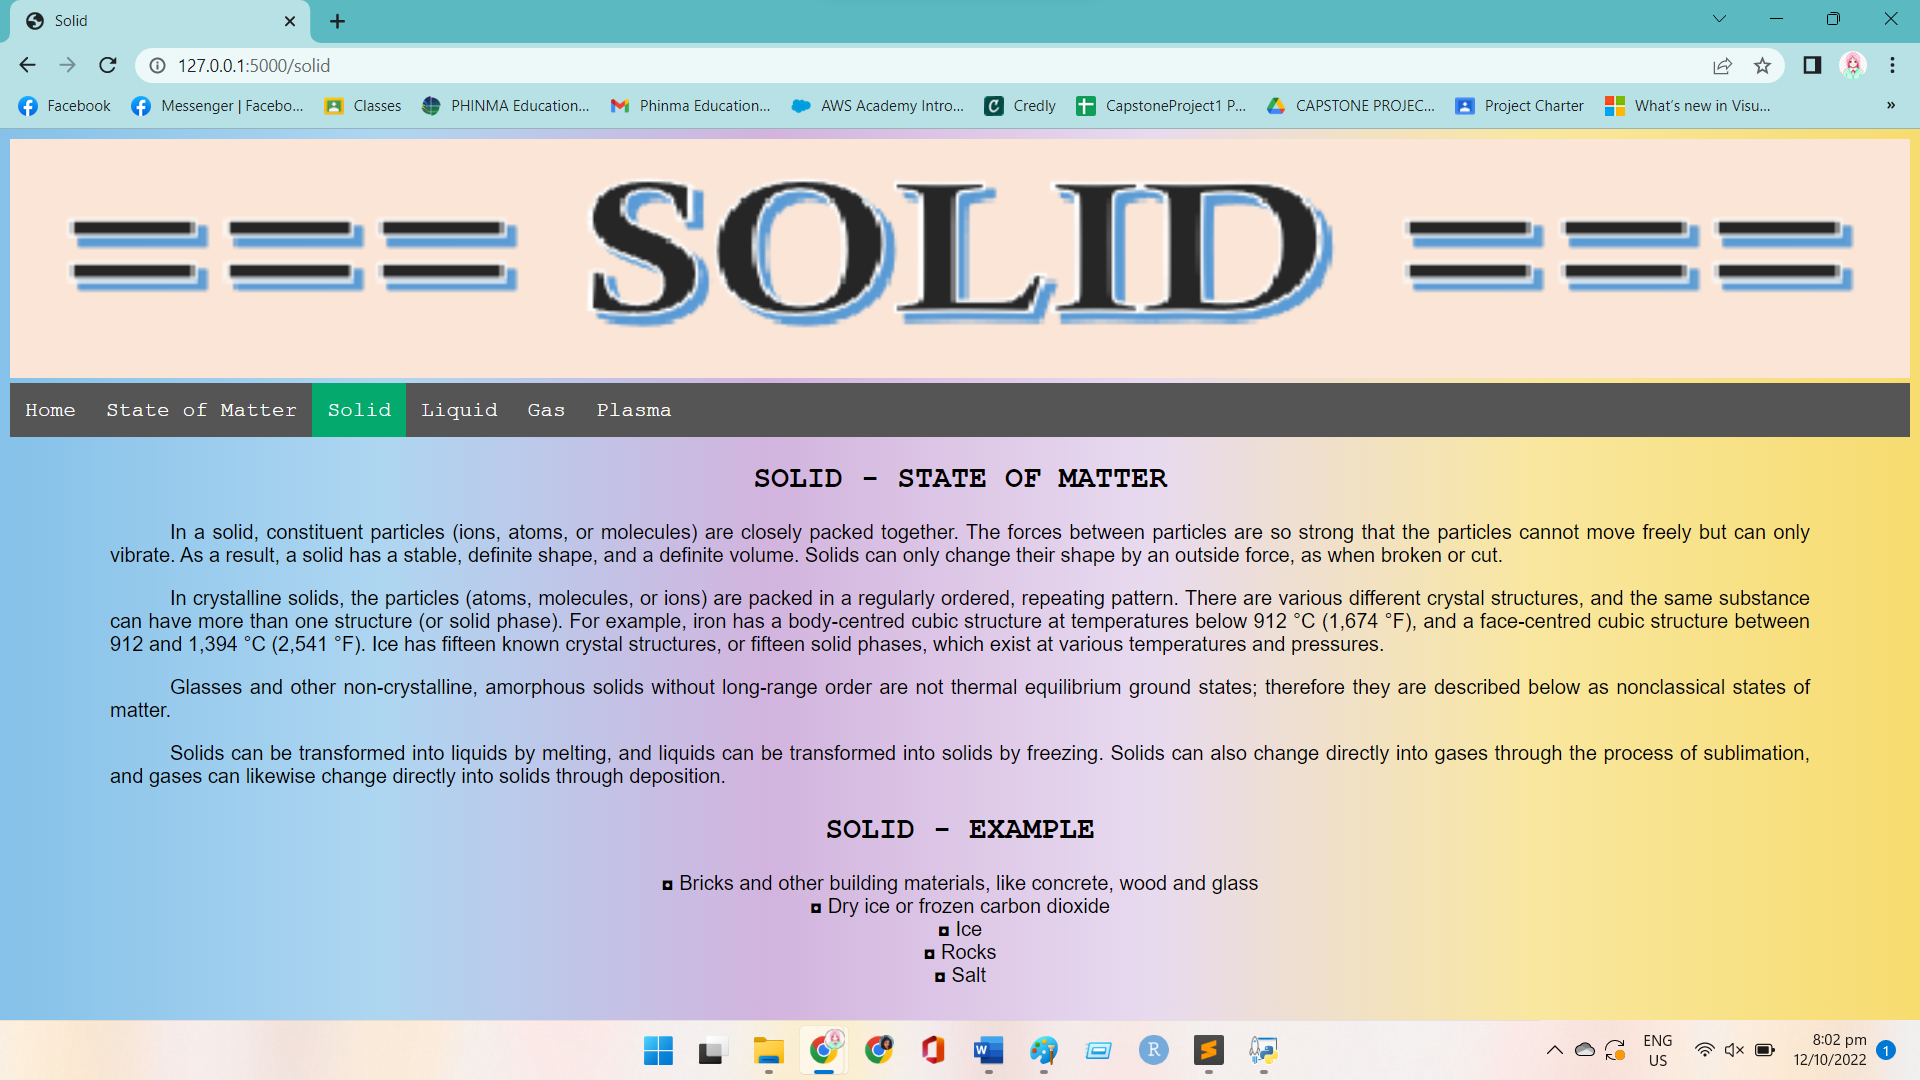 Solid
127.0.0.1:5000/solid
Facebook Messenger | Facebo... Classes PHINMA Education... Phinma Education... AWS Academy Intro... Credly CapstoneProject1 P... CAPSTONE PROJEC... Project Charter What's new in Visu... »
=== SOLID ===
Home State of Matter Solid Liquid Gas Plasma
SOLID - STATE OF MATTER
In a solid, constituent particles (ions, atoms, or molecules) are closely packed together. The forces between particles are so strong that the particles cannot move freely but can only
vibrate. As a result, a solid has a stable, definite shape, and a definite volume. Solids can only change their shape by an outside force, as when broken or cut.
In crystalline solids, the particles (atoms, molecules, or ions) are packed in a regularly ordered, repeating pattern. There are various different crystal structures, and the same substance
can have more than one structure (or solid phase). For example, iron has a body-centred cubic structure at temperatures below 912 °C (1,674 °F), and a face-centred cubic structure between
912 and 1,394 °C (2,541 °F). Ice has fifteen known crystal structures, or fifteen solid phases, which exist at various temperatures and pressures.
Glasses and other non-crystalline, amorphous solids without long-range order are not thermal equilibrium ground states; therefore they are described below as nonclassical states of
matter.
Solids can be transformed into liquids by melting, and liquids can be transformed into solids by freezing. Solids can also change directly into gases through the process of sublimation,
and gases can likewise change directly into solids through deposition.
SOLID - EXAMPLE
◘ Bricks and other building materials, like concrete, wood and glass
◘ Dry ice or frozen carbon dioxide
◘ Ice
◘ Rocks
◘ Salt
ENG
US
8:02 pm
12/10/2022
1